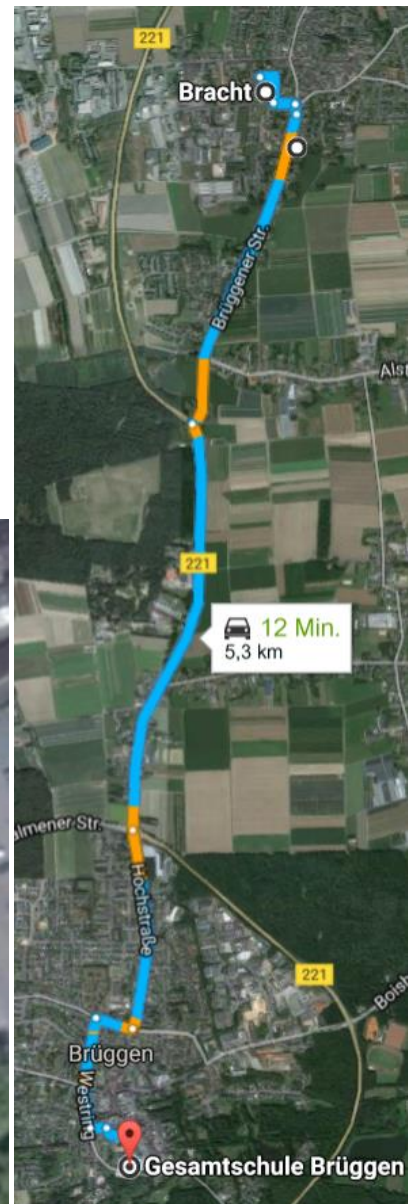 221
Bracht
Brüggener Str.
Alst
221
12 Min.
5,3 km
almener Str.
Hochstraße
221
Boish
Brüggen
Westring
Gesamtschule Brüggen